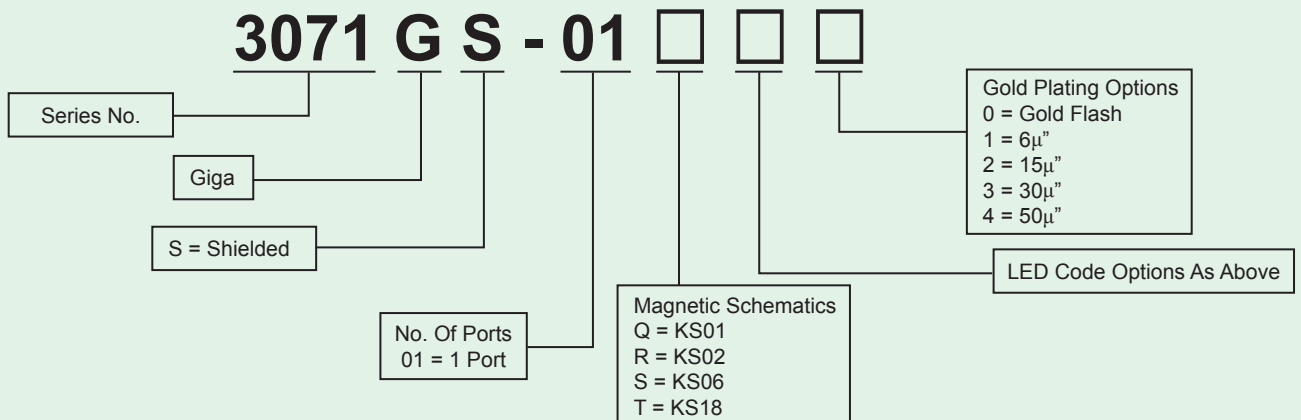 3071 G S - 01 □ □ □
Series No.
Giga
S = Shielded
No. Of Ports
01 = 1 Port
Magnetic Schematics
Q = KS01
R = KS02
S = KS06
T = KS18
LED Code Options As Above
Gold Plating Options
0 = Gold Flash
1 = 6µ”
2 = 15µ”
3 = 30µ”
4 = 50µ”